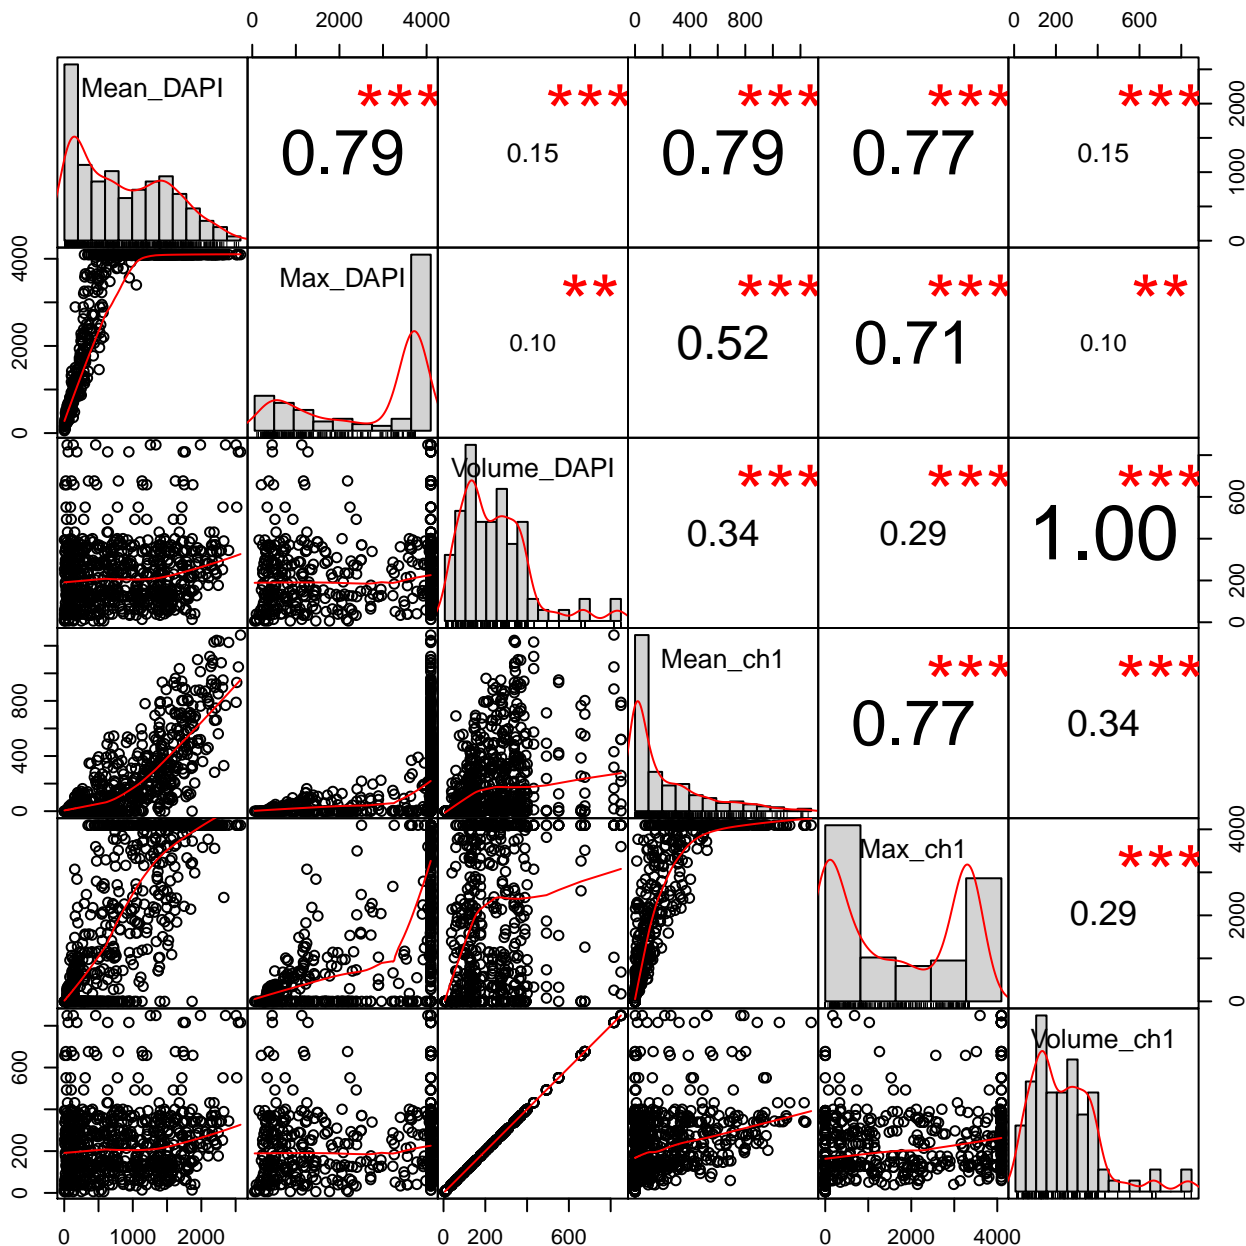 0 2000 4000 0 400 800 0 200 600
Mean_DAPI *** 0.79 *** 0.15 *** 0.79 *** 0.77 *** 0.15 0 1000 2000
0 2000 4000 Max_DAPI ** 0.10 *** 0.52 *** 0.71 ** 0.10
Volume_DAPI *** 0.34 *** 0.29 *** 1.00 0 200 600
0 400 800 Mean_ch1 *** 0.77 *** 0.34
Max_ch1 *** 0.29 0 2000 4000
0 200 600 Volume_ch1
0 1000 2000 0 200 600 0 2000 4000